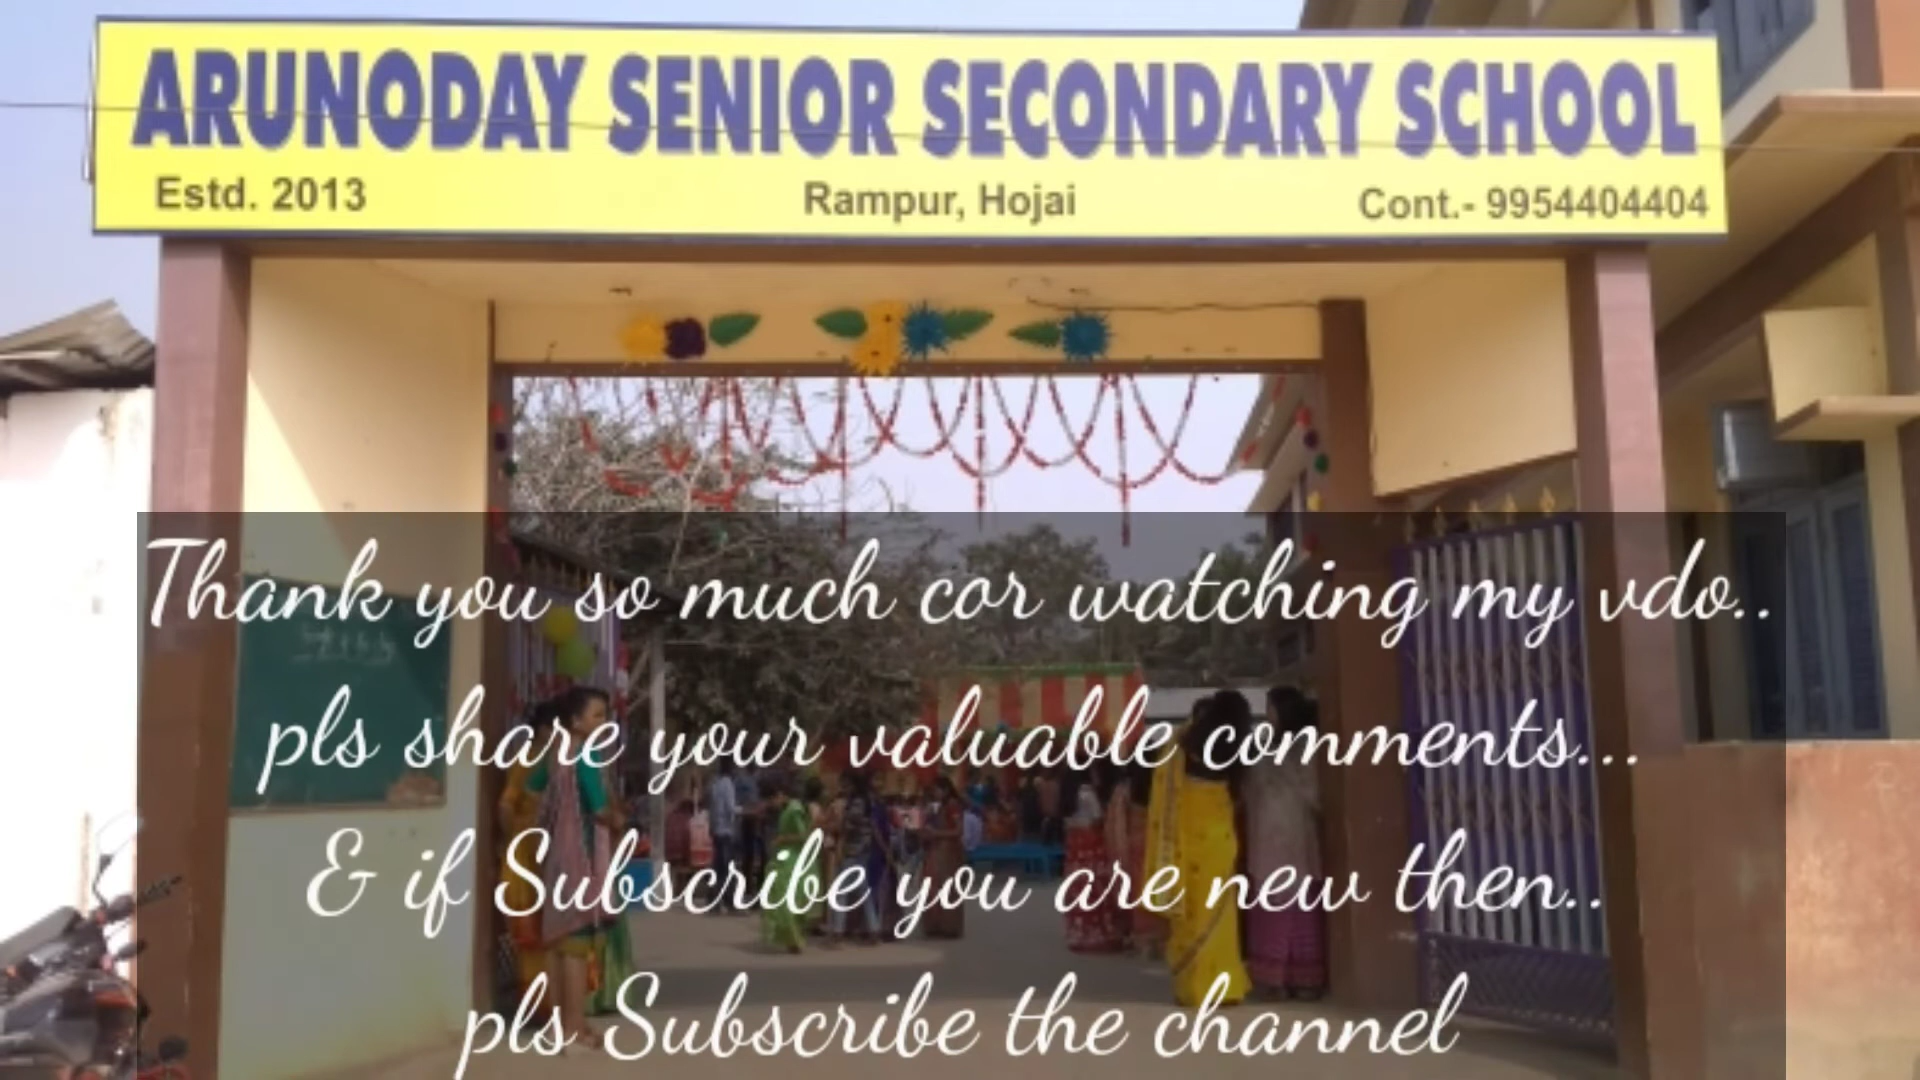 ARUNODAY SENIOR SECONDARY SCHOOL
Estd. 2013 Rampur, Hojai Cont.- 9954404404
Thank you so much cor watching my vdo..
pls share your valuable comments...
& if Subscribe you are new then..
pls Subscribe the channel